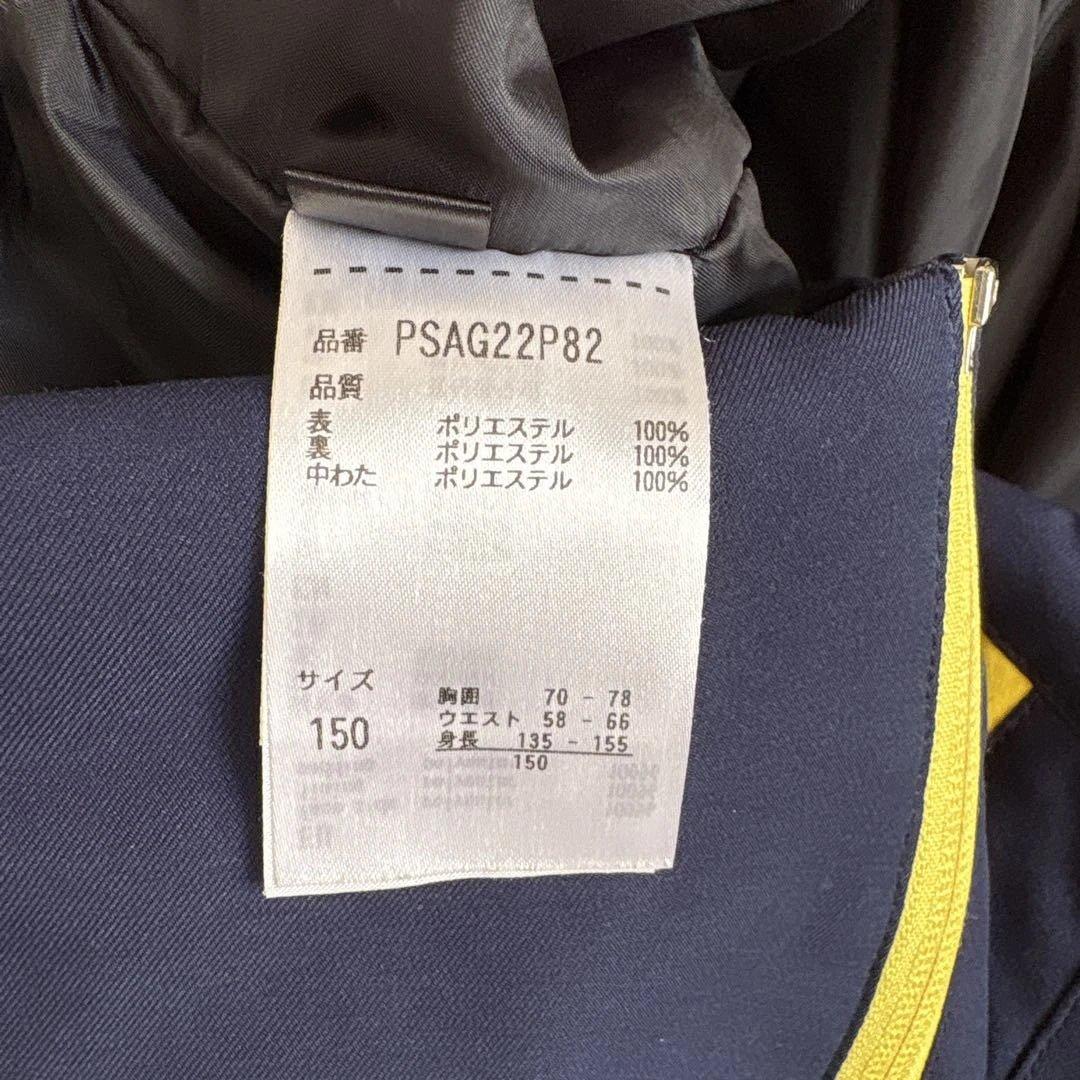 品番 PSAG22P82
品質
表 ポリエステル 100%
裏 ポリエステル 100%
中わた ポリエステル 100%
サイズ
150
胸囲 70 - 78
ウエスト 58 - 66
身長 135 - 155
150